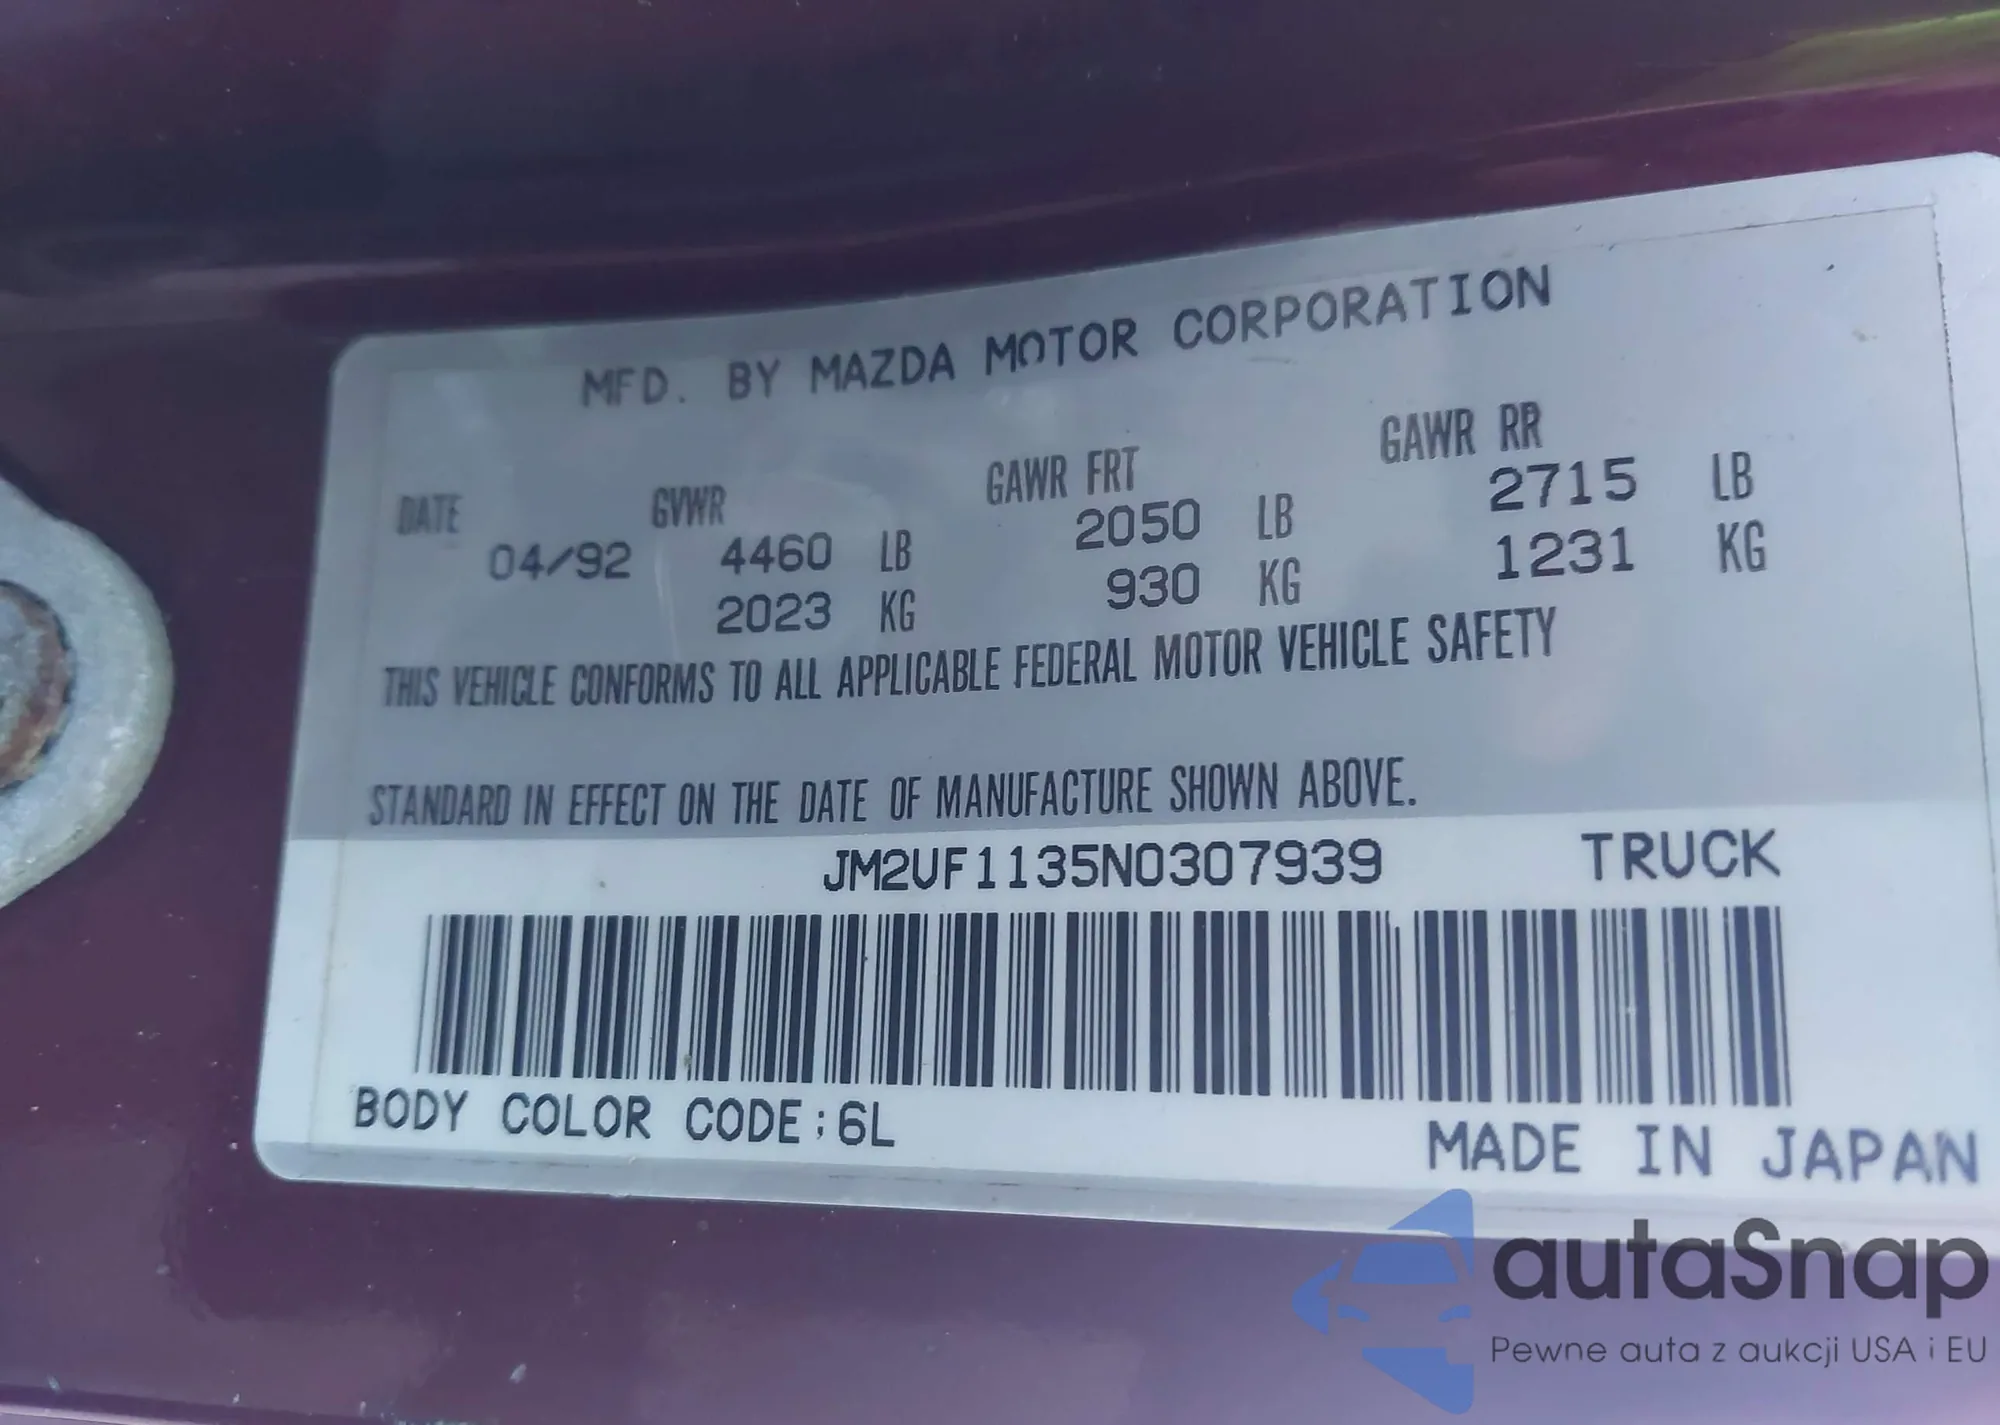 MFD. BY MAZDA MOTOR CORPORATION
DATE GVWR GAWR FRT GAWR RR
04/92 4460 LB 2050 LB 2715 LB
2023 KG 930 KG 1231 KG
THIS VEHICLE CONFORMS TO ALL APPLICABLE FEDERAL MOTOR VEHICLE SAFETY
STANDARD IN EFFECT ON THE DATE OF MANUFACTURE SHOWN ABOVE.
JM2UF1135N0307939 TRUCK
BODY COLOR CODE;6L
MADE IN JAPAN
autaSnap
Pewne auta z aukcji USA i EU